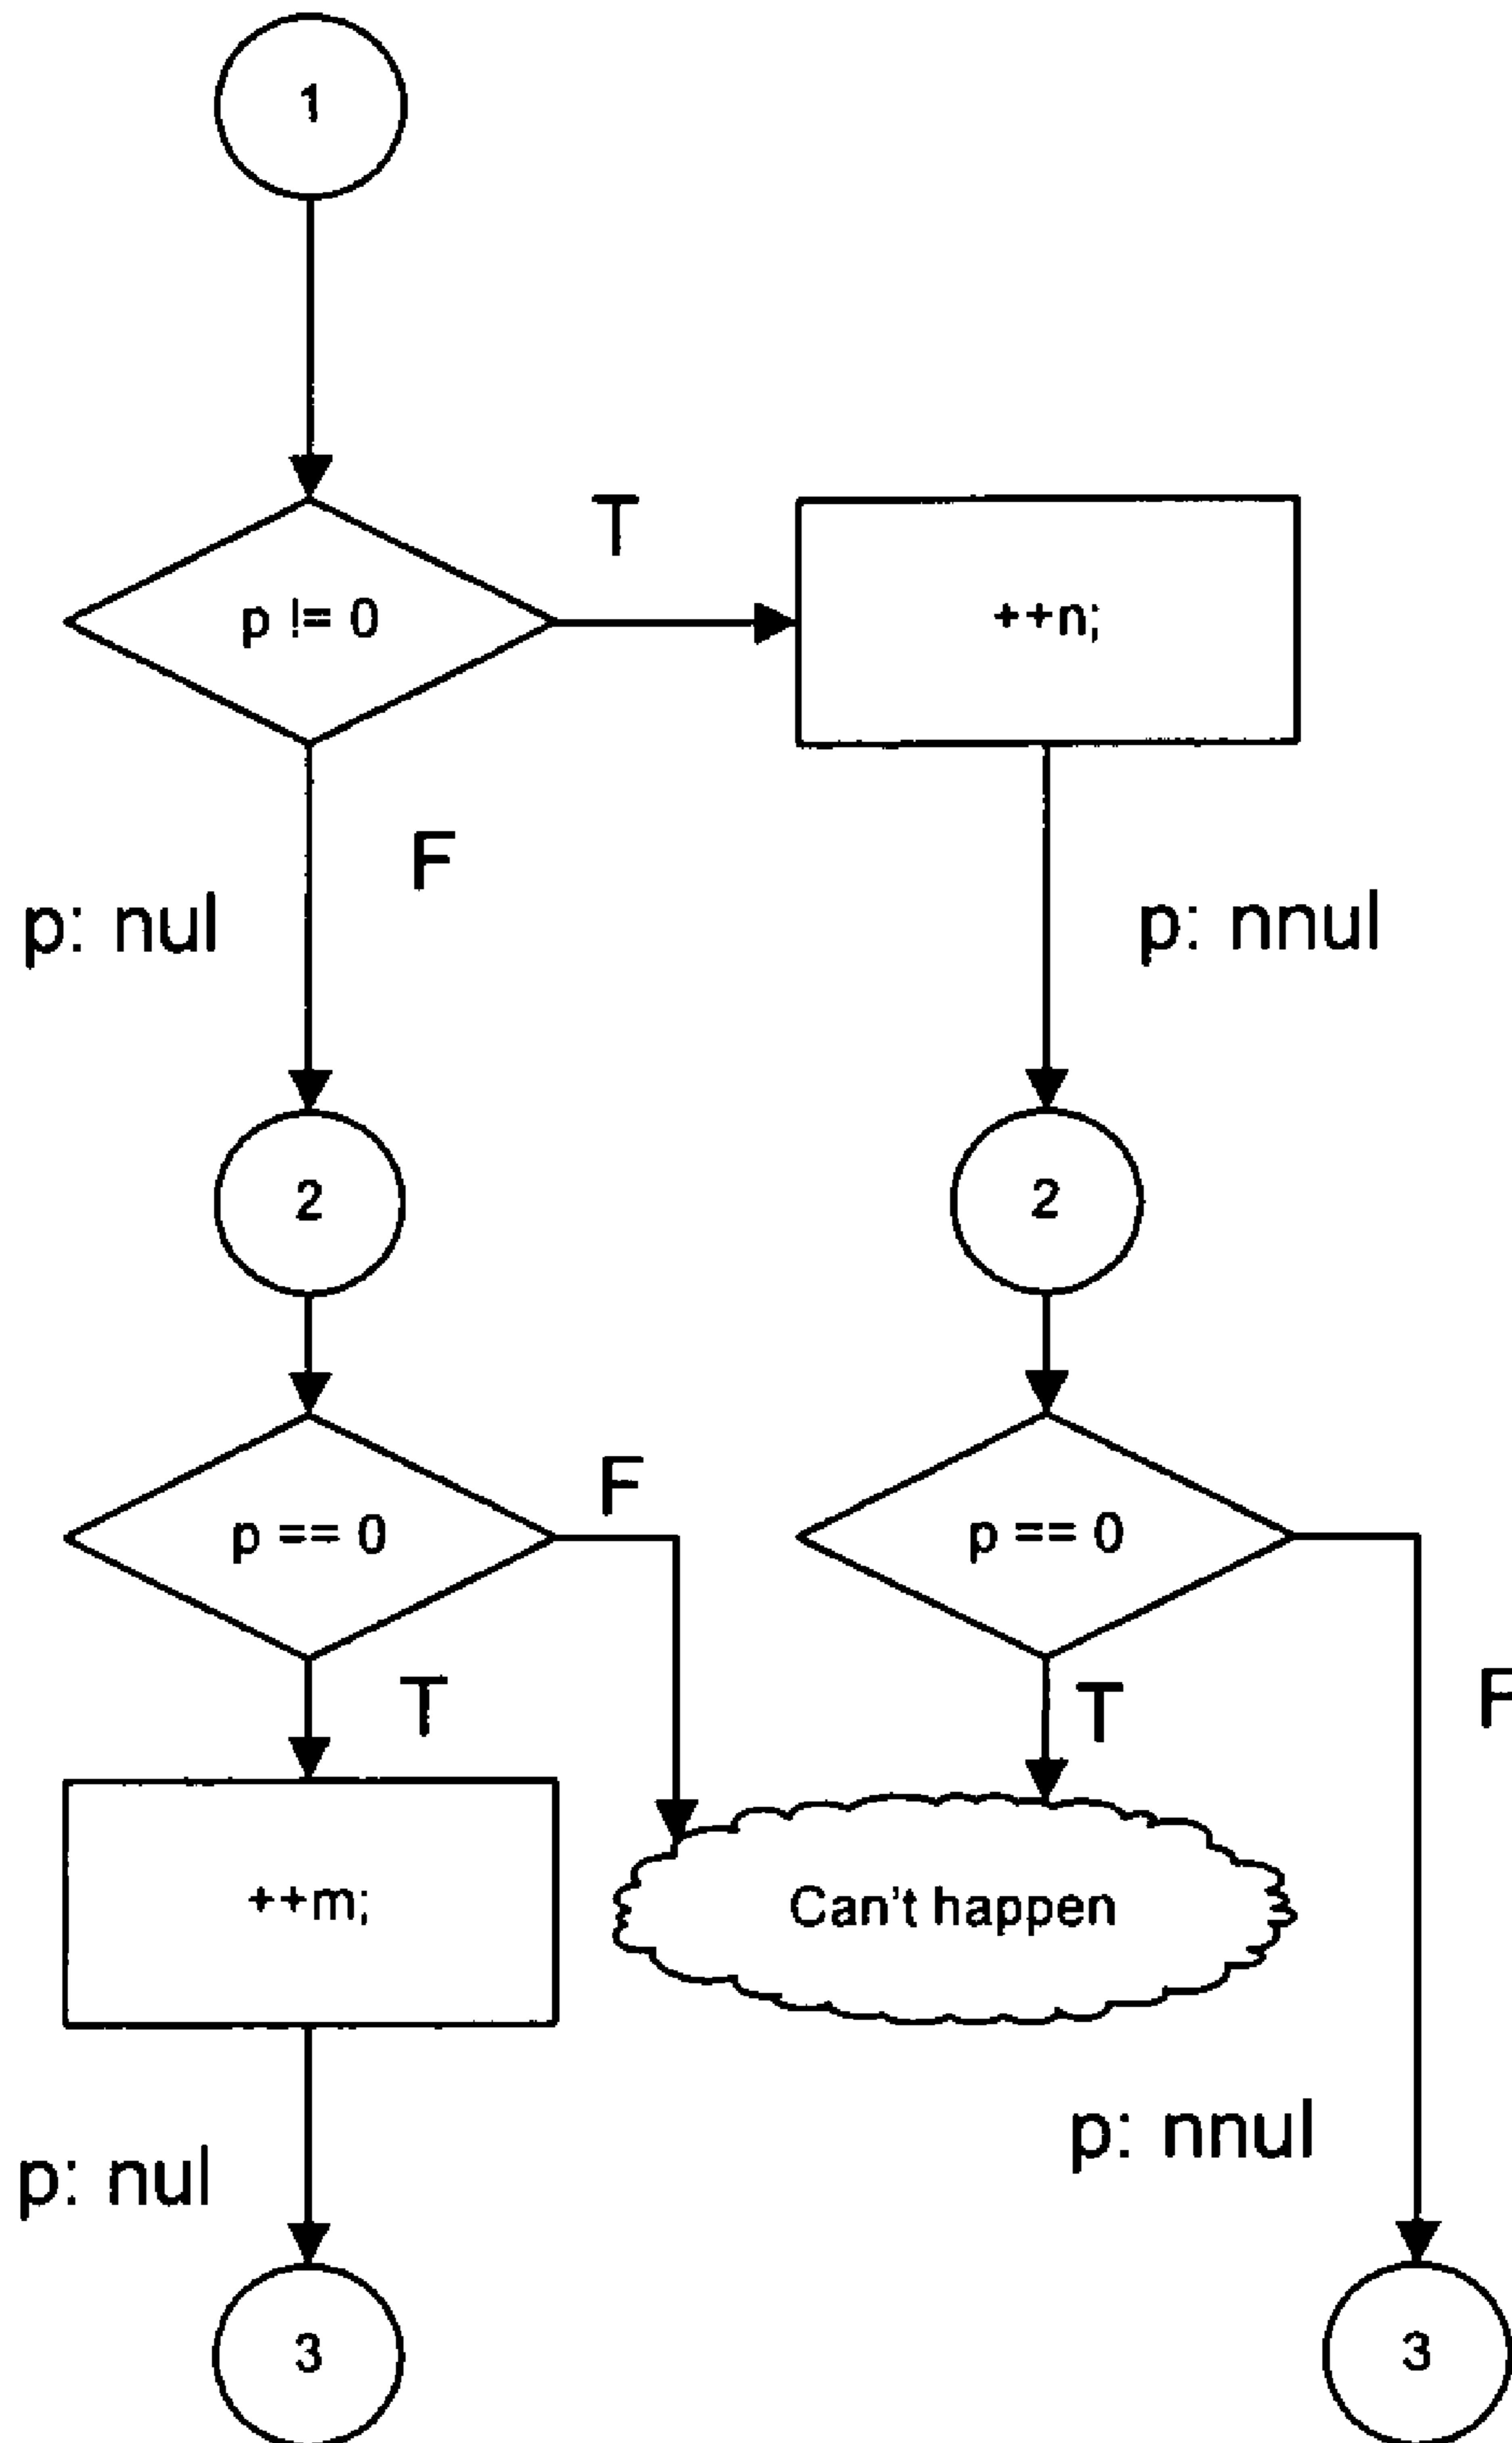 1
T
p != 0
++n;
F
p: nul
p: nnul
2
2
F
p == 0
p == 0
T
T
F
++m;
Can't happen
p: nnul
p: nul
3
3